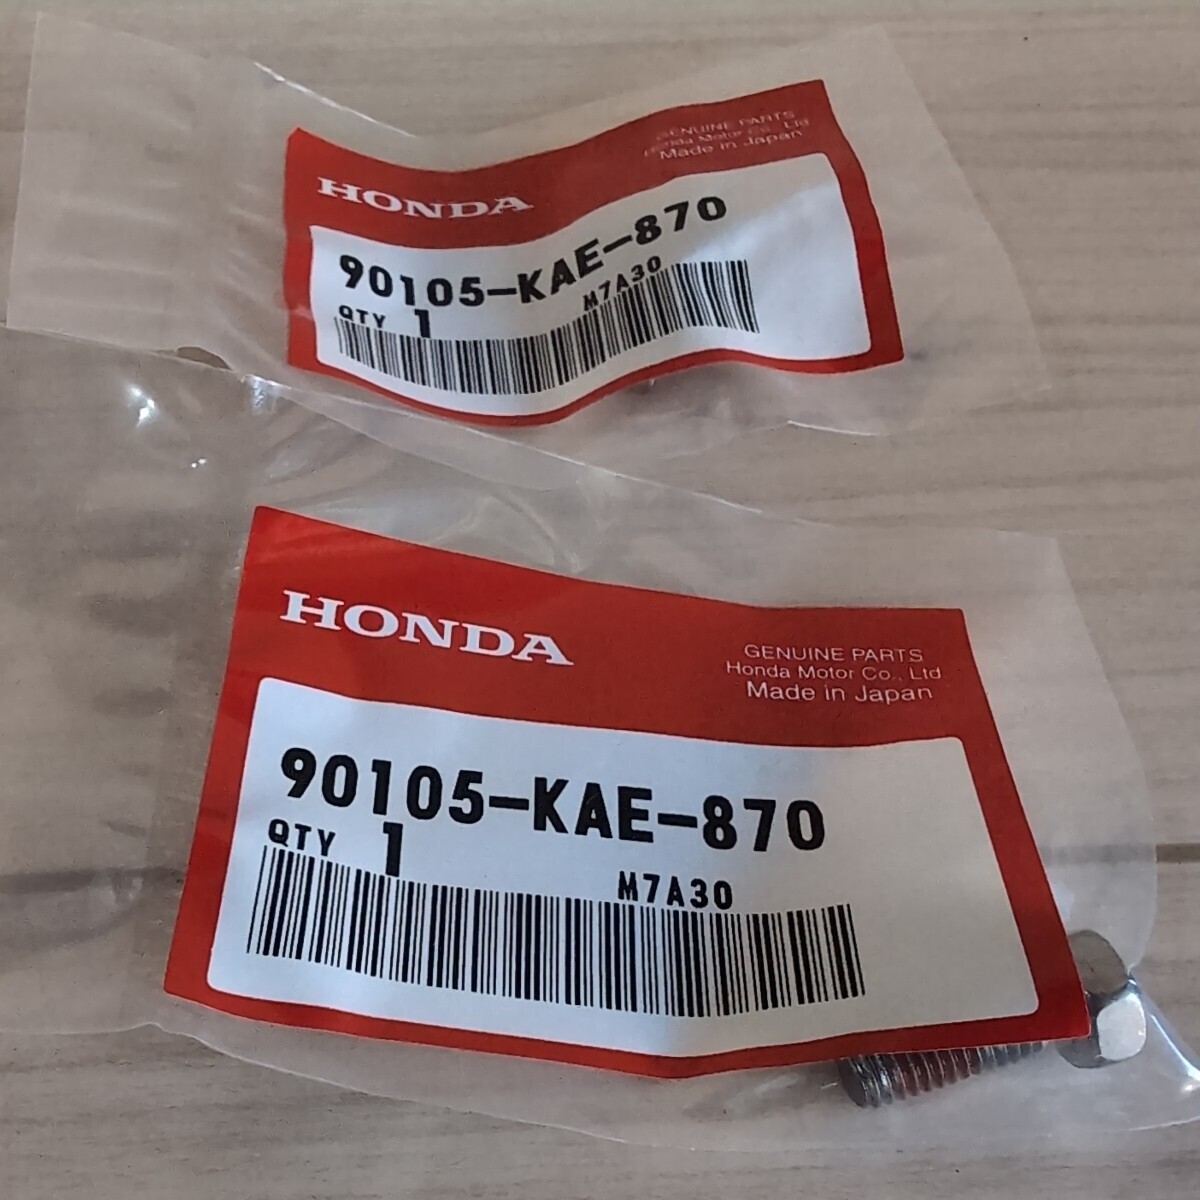 HONDA
GENUINE PARTS
Honda Motor Co., Ltd
Made in Japan
90105-KAE-870
QTY 1
M7A30
HONDA
GENUINE PARTS
Honda Motor Co., Ltd
Made in Japan
90105-KAE-870
QTY 1
M7A30